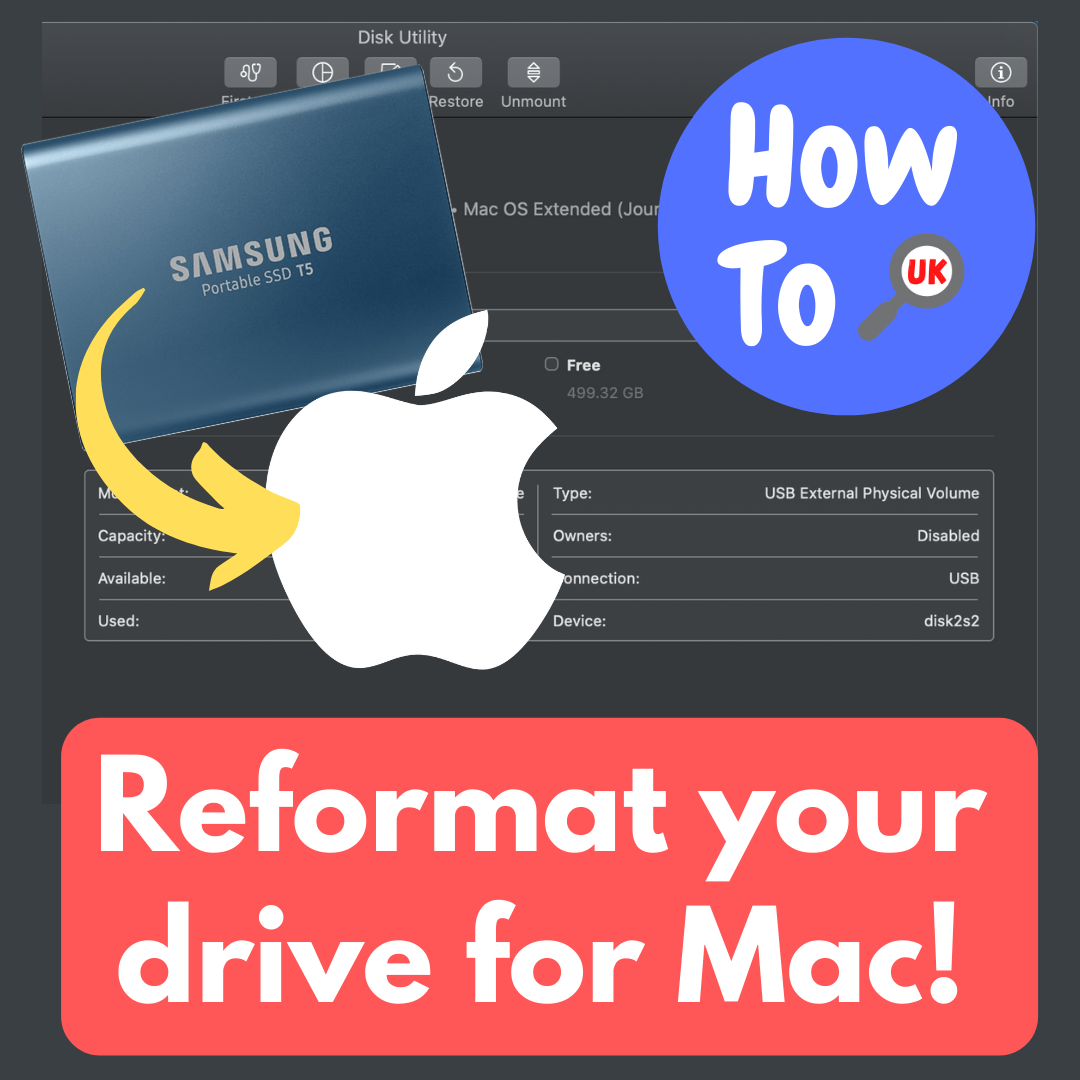 Disk Utility
Restore Unmount
Info
How
SAMSUNG
Portable SSD T5
• Mac OS Extended (Jour
To
UK
Free
499.32 GB
Type: USB External Physical Volume
Capacity: Owners: Disabled
Available: onnection: USB
Used: Device: disk2s2
Reformat your
drive for Mac!